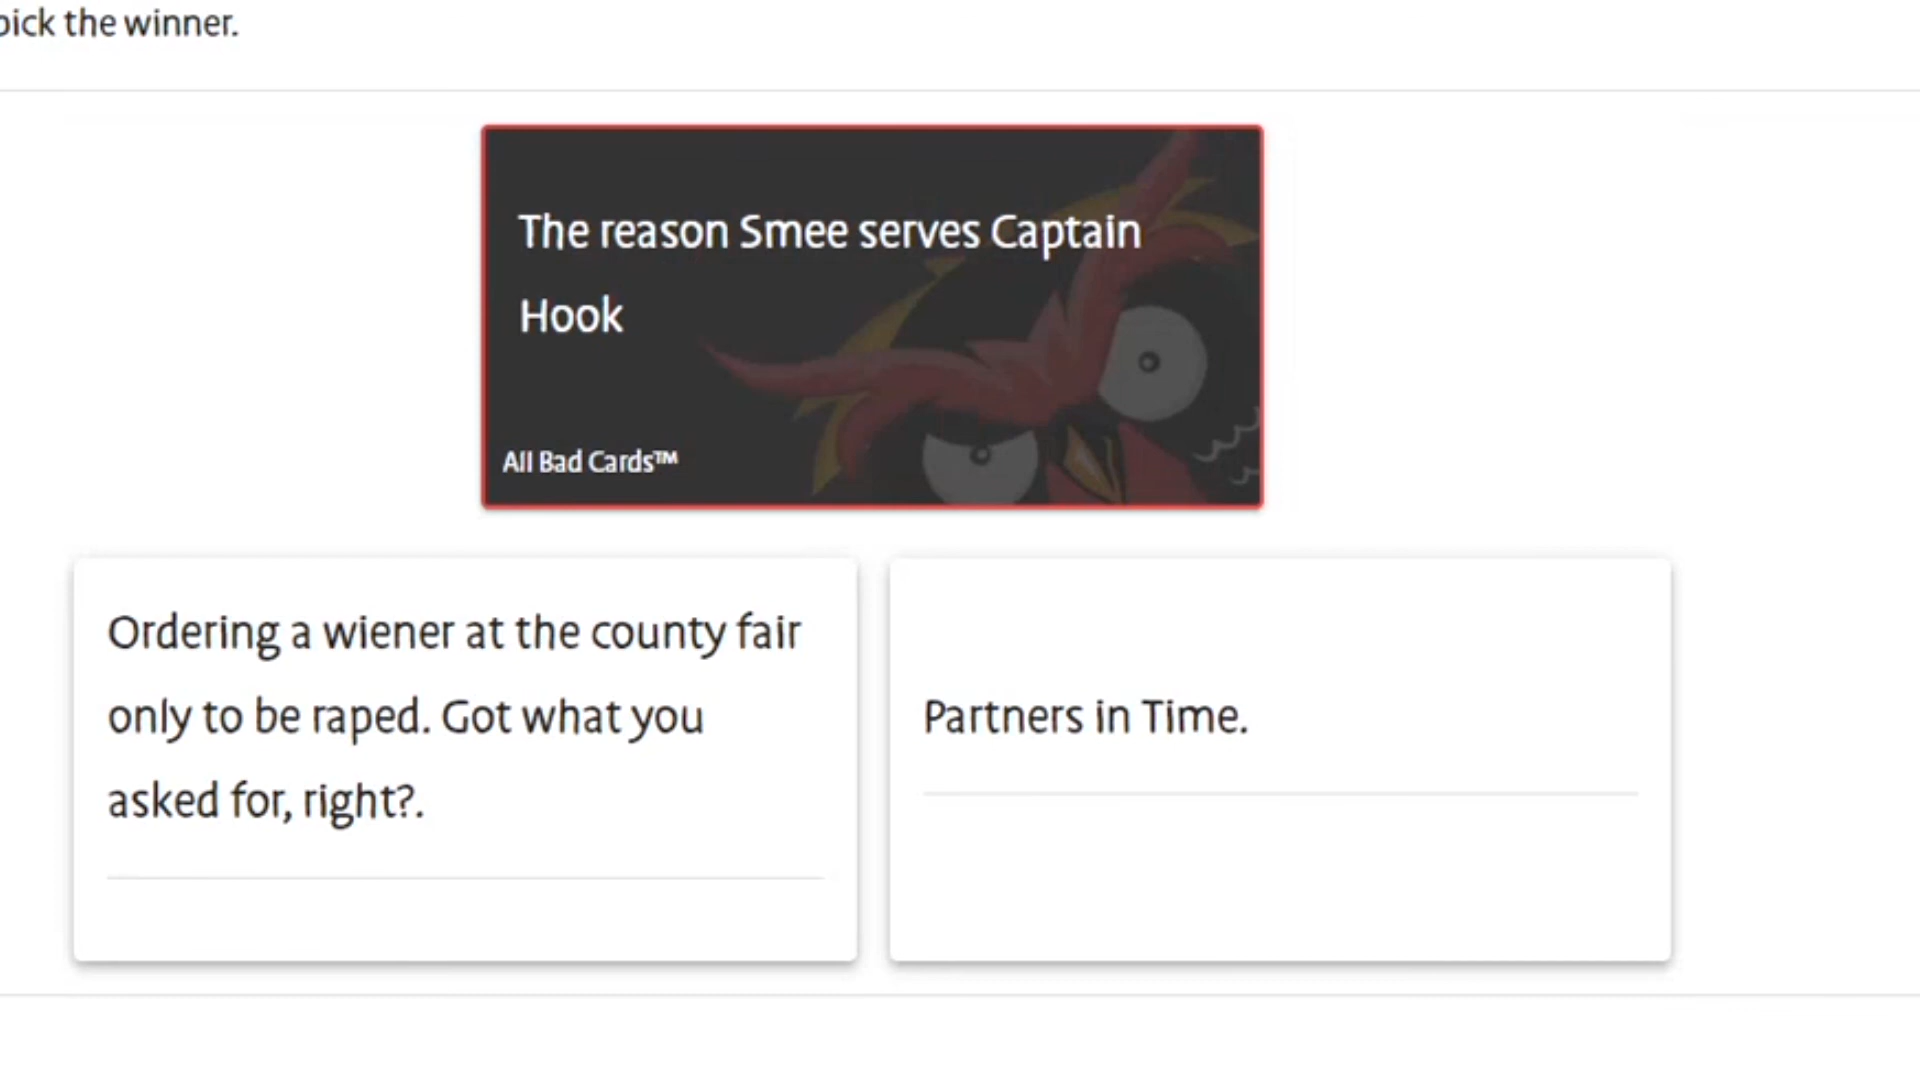 pick the winner.
The reason Smee serves Captain
Hook
All Bad Cards™
Ordering a wiener at the county fair
only to be raped. Got what you
asked for, right?.
Partners in Time.